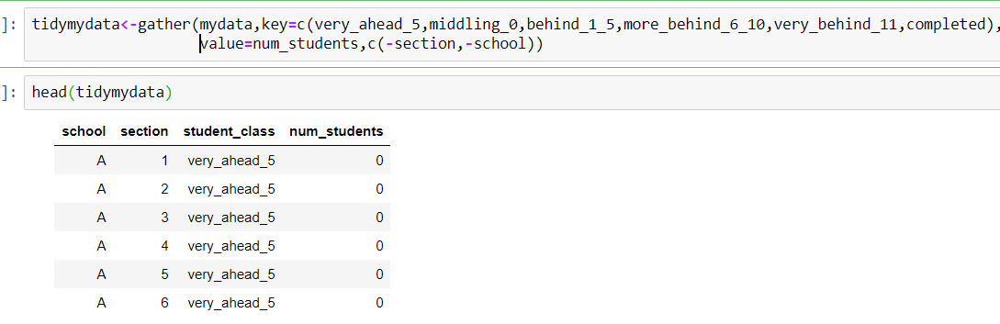 ]: tidymydata<-gather(mydata,key=c(very_ahead_5,middling_0,behind_1_5,more_behind_6_10,very_behind_11,completed),
value=num_students,c(-section,-school))
]: head(tidymydata)
school section student_class num_students
A 1 very_ahead_5 0
A 2 very_ahead_5 0
A 3 very_ahead_5 0
A 4 very_ahead_5 0
A 5 very_ahead_5 0
A 6 very_ahead_5 0